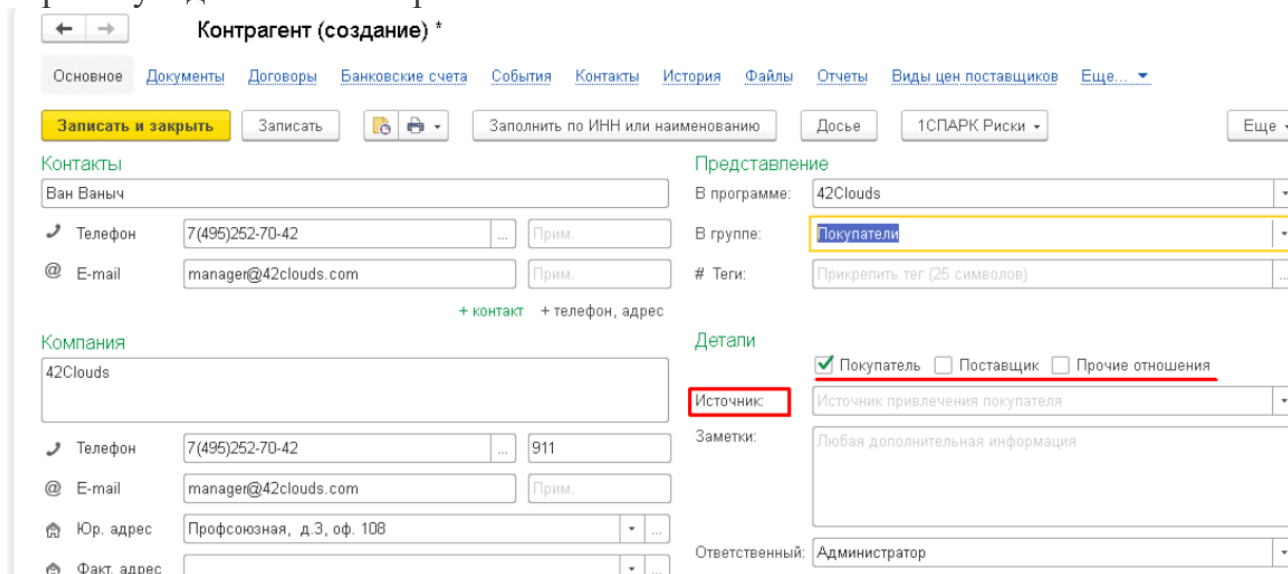 Контрагент (создание) *
Основное Документы Договоры Банковские счета События Контакты История Файлы Отчеты Виды цен поставщиков Еще...
Записать и закрыть Записать Заполнить по ИНН или наименованию Досье 1СПАРК Риски Еще
Контакты
Ван Ваныч
Телефон 7(495)252-70-42 ... Прим.
@ E-mail manager@42clouds.com Прим.
+ контакт + телефон, адрес
Компания
42Clouds
Телефон 7(495)252-70-42 ... 911
@ E-mail manager@42clouds.com Прим.
Юр. адрес Профсоюзная, д.3, оф. 108 ...
Факт. адрес ...
Представление
В программе: 42Clouds
В группе: Покупатели
# Теги: Прикрепить тег (25 символов) ...
Детали
Покупатель Поставщик Прочие отношения
Источник: Источник привлечения покупателя
Заметки: Любая дополнительная информация
Ответственный: Администратор